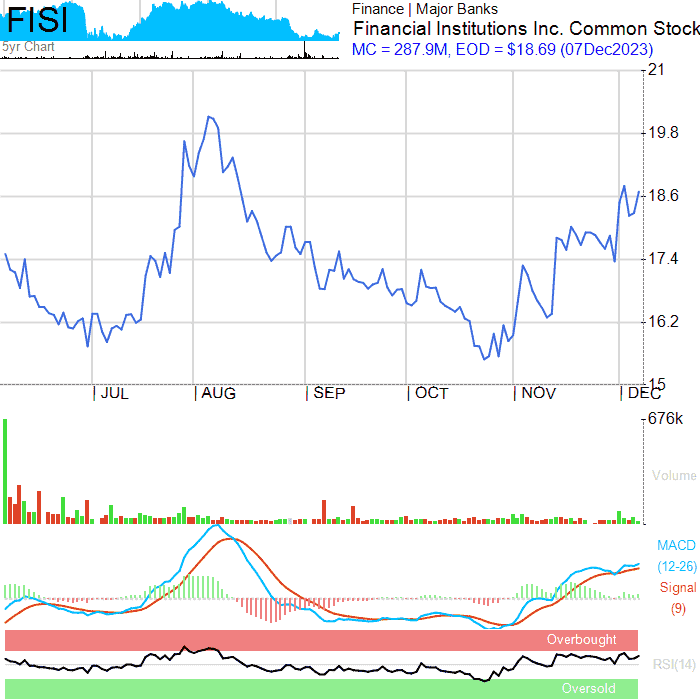 FISI
5yr Chart
Finance | Major Banks
Financial Institutions Inc. Common Stock
MC = 287.9M, EOD = $18.69 (07Dec2023)
21
19.8
18.6
17.4
16.2
15
JUL AUG SEP OCT NOV DEC
676k
Volume
MACD
(12-26)
Signal
(9)
Overbought
RSI(14)
Oversold